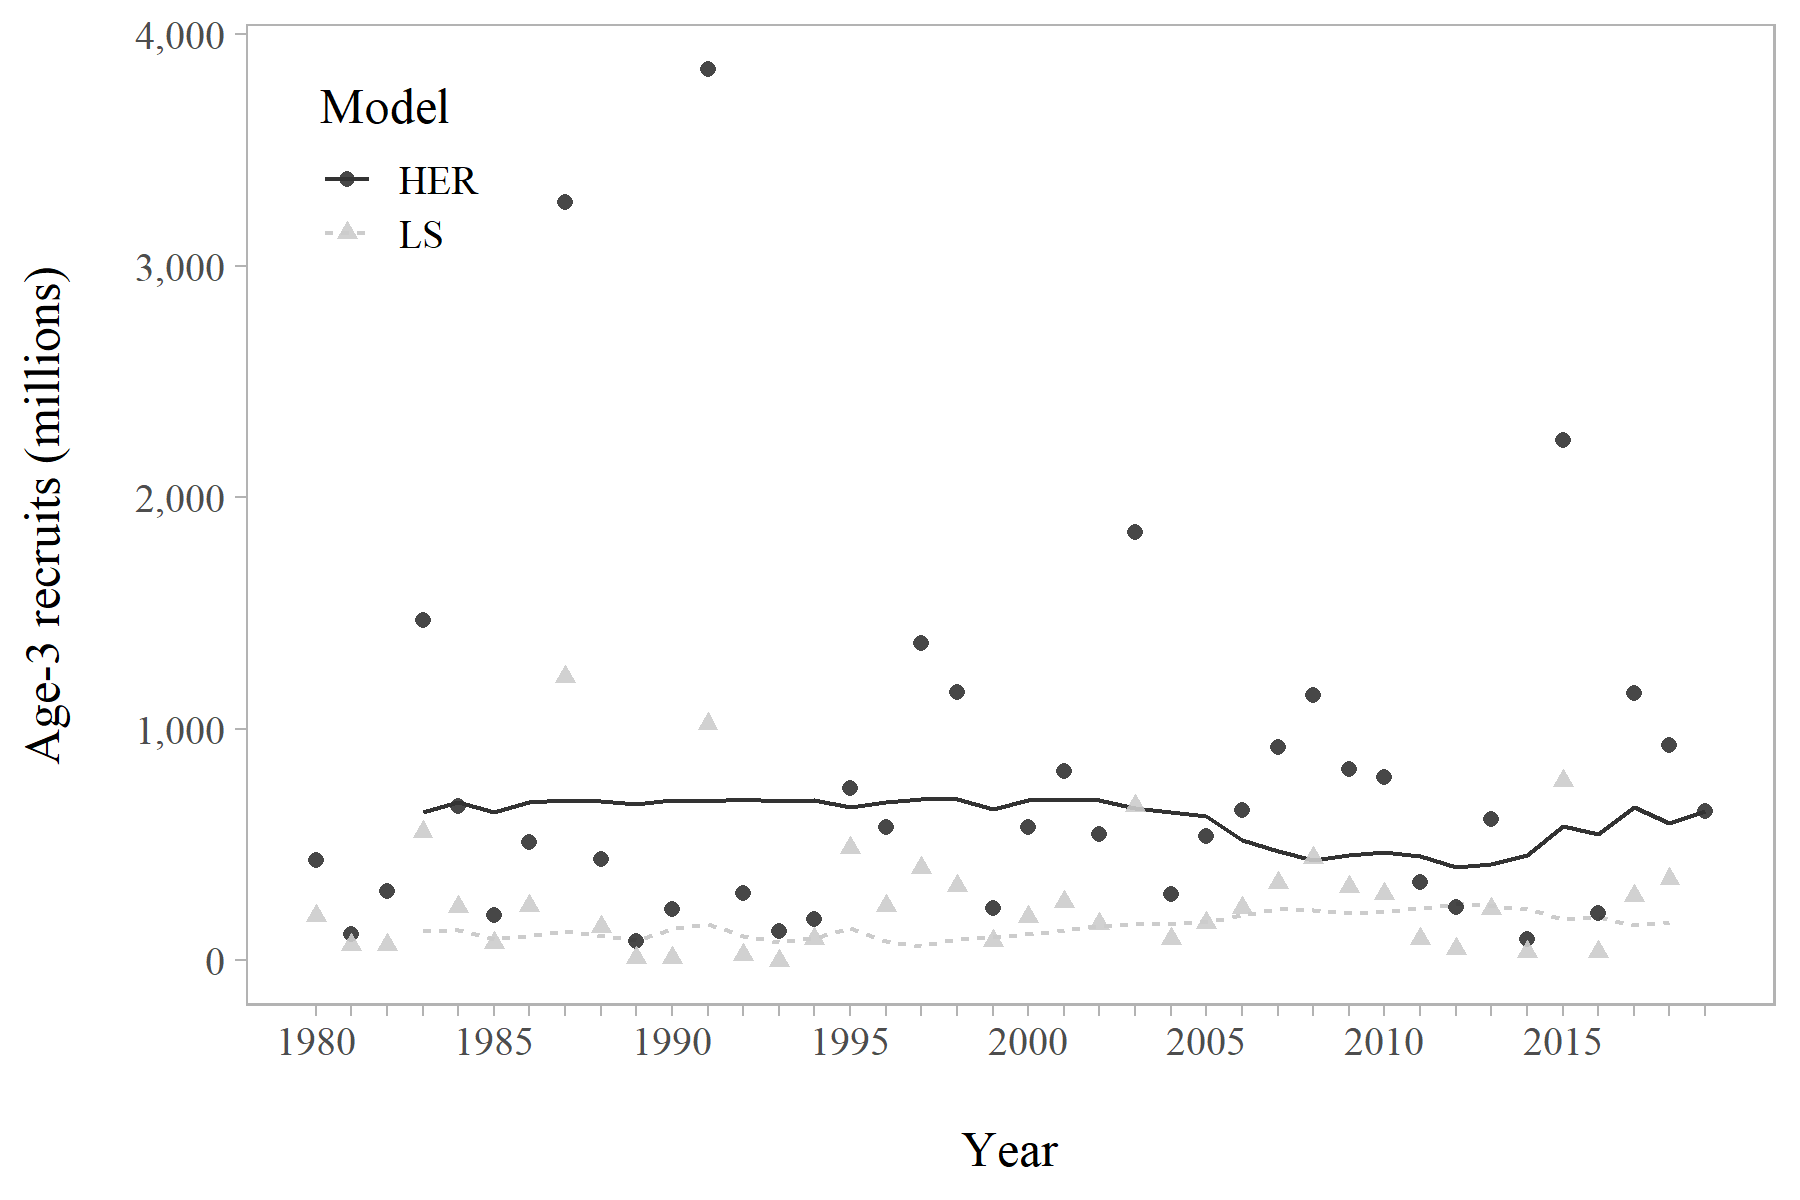 4,000
3,000
2,000
1,000
0
Age-3 recruits (millions)
Model
HER
LS
1980 1985 1990 1995 2000 2005 2010 2015
Year